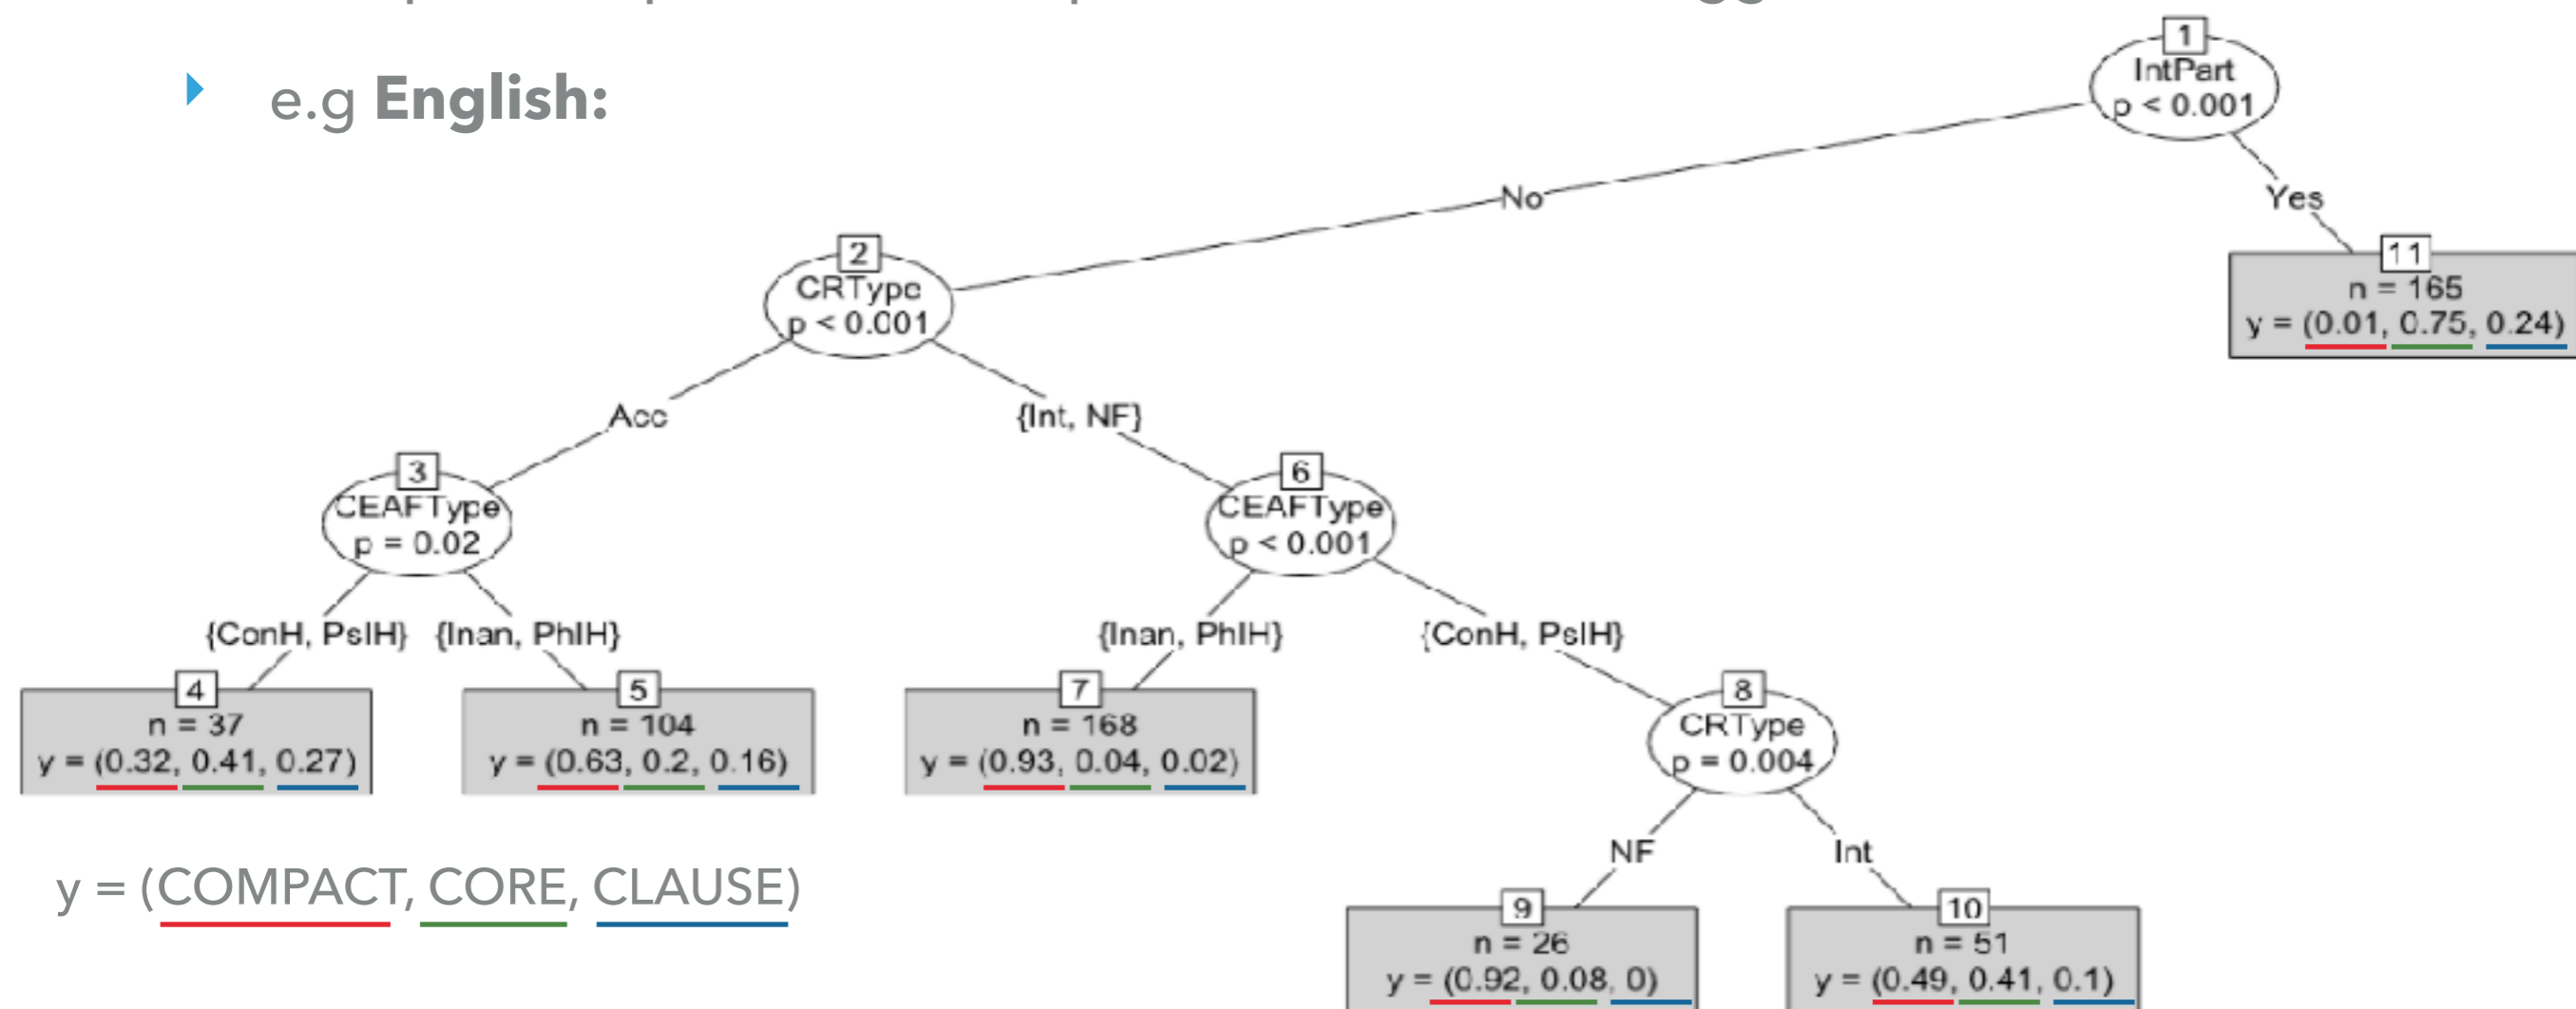 e.g English:
1
IntPart
p < 0.001
No
Yes
2
CRType
p < 0.001
11
n = 165
y = (0.01, 0.75, 0.24)
Acc
{Int, NF}
3
CEAFType
p = 0.02
6
CEAFType
p < 0.001
{ConH, PsIH}
{Inan, PhIH}
{Inan, PhIH}
{ConH, PsIH}
4
n = 37
y = (0.32, 0.41, 0.27)
5
n = 104
y = (0.63, 0.2, 0.16)
7
n = 168
y = (0.93, 0.04, 0.02)
8
CRType
p = 0.004
NF
Int
y = (COMPACT, CORE, CLAUSE)
9
n = 26
y = (0.92, 0.08, 0)
10
n = 51
y = (0.49, 0.41, 0.1)